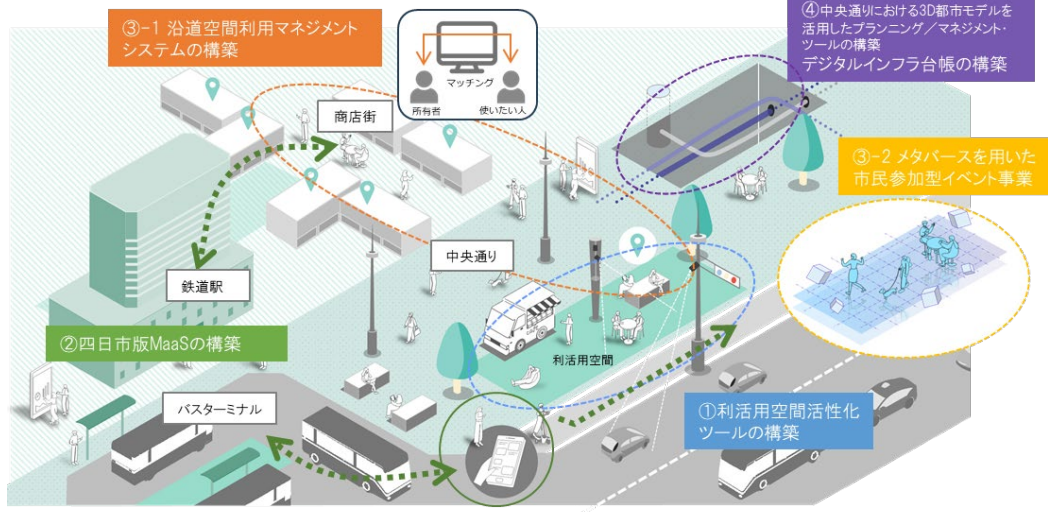 ③-1 沿道空間利用マネジメント
システムの構築
マッチング
所有者
使いたい人
④中央通りにおける3D都市モデルを
活用したプランニング／マネジメント・
ツールの構築
デジタルインフラ台帳の構築
商店街
③-2 メタバースを用いた
市民参加型イベント事業
中央通り
鉄道駅
②四日市版MaaSの構築
利活用空間
バスターミナル
①利活用空間活性化
ツールの構築